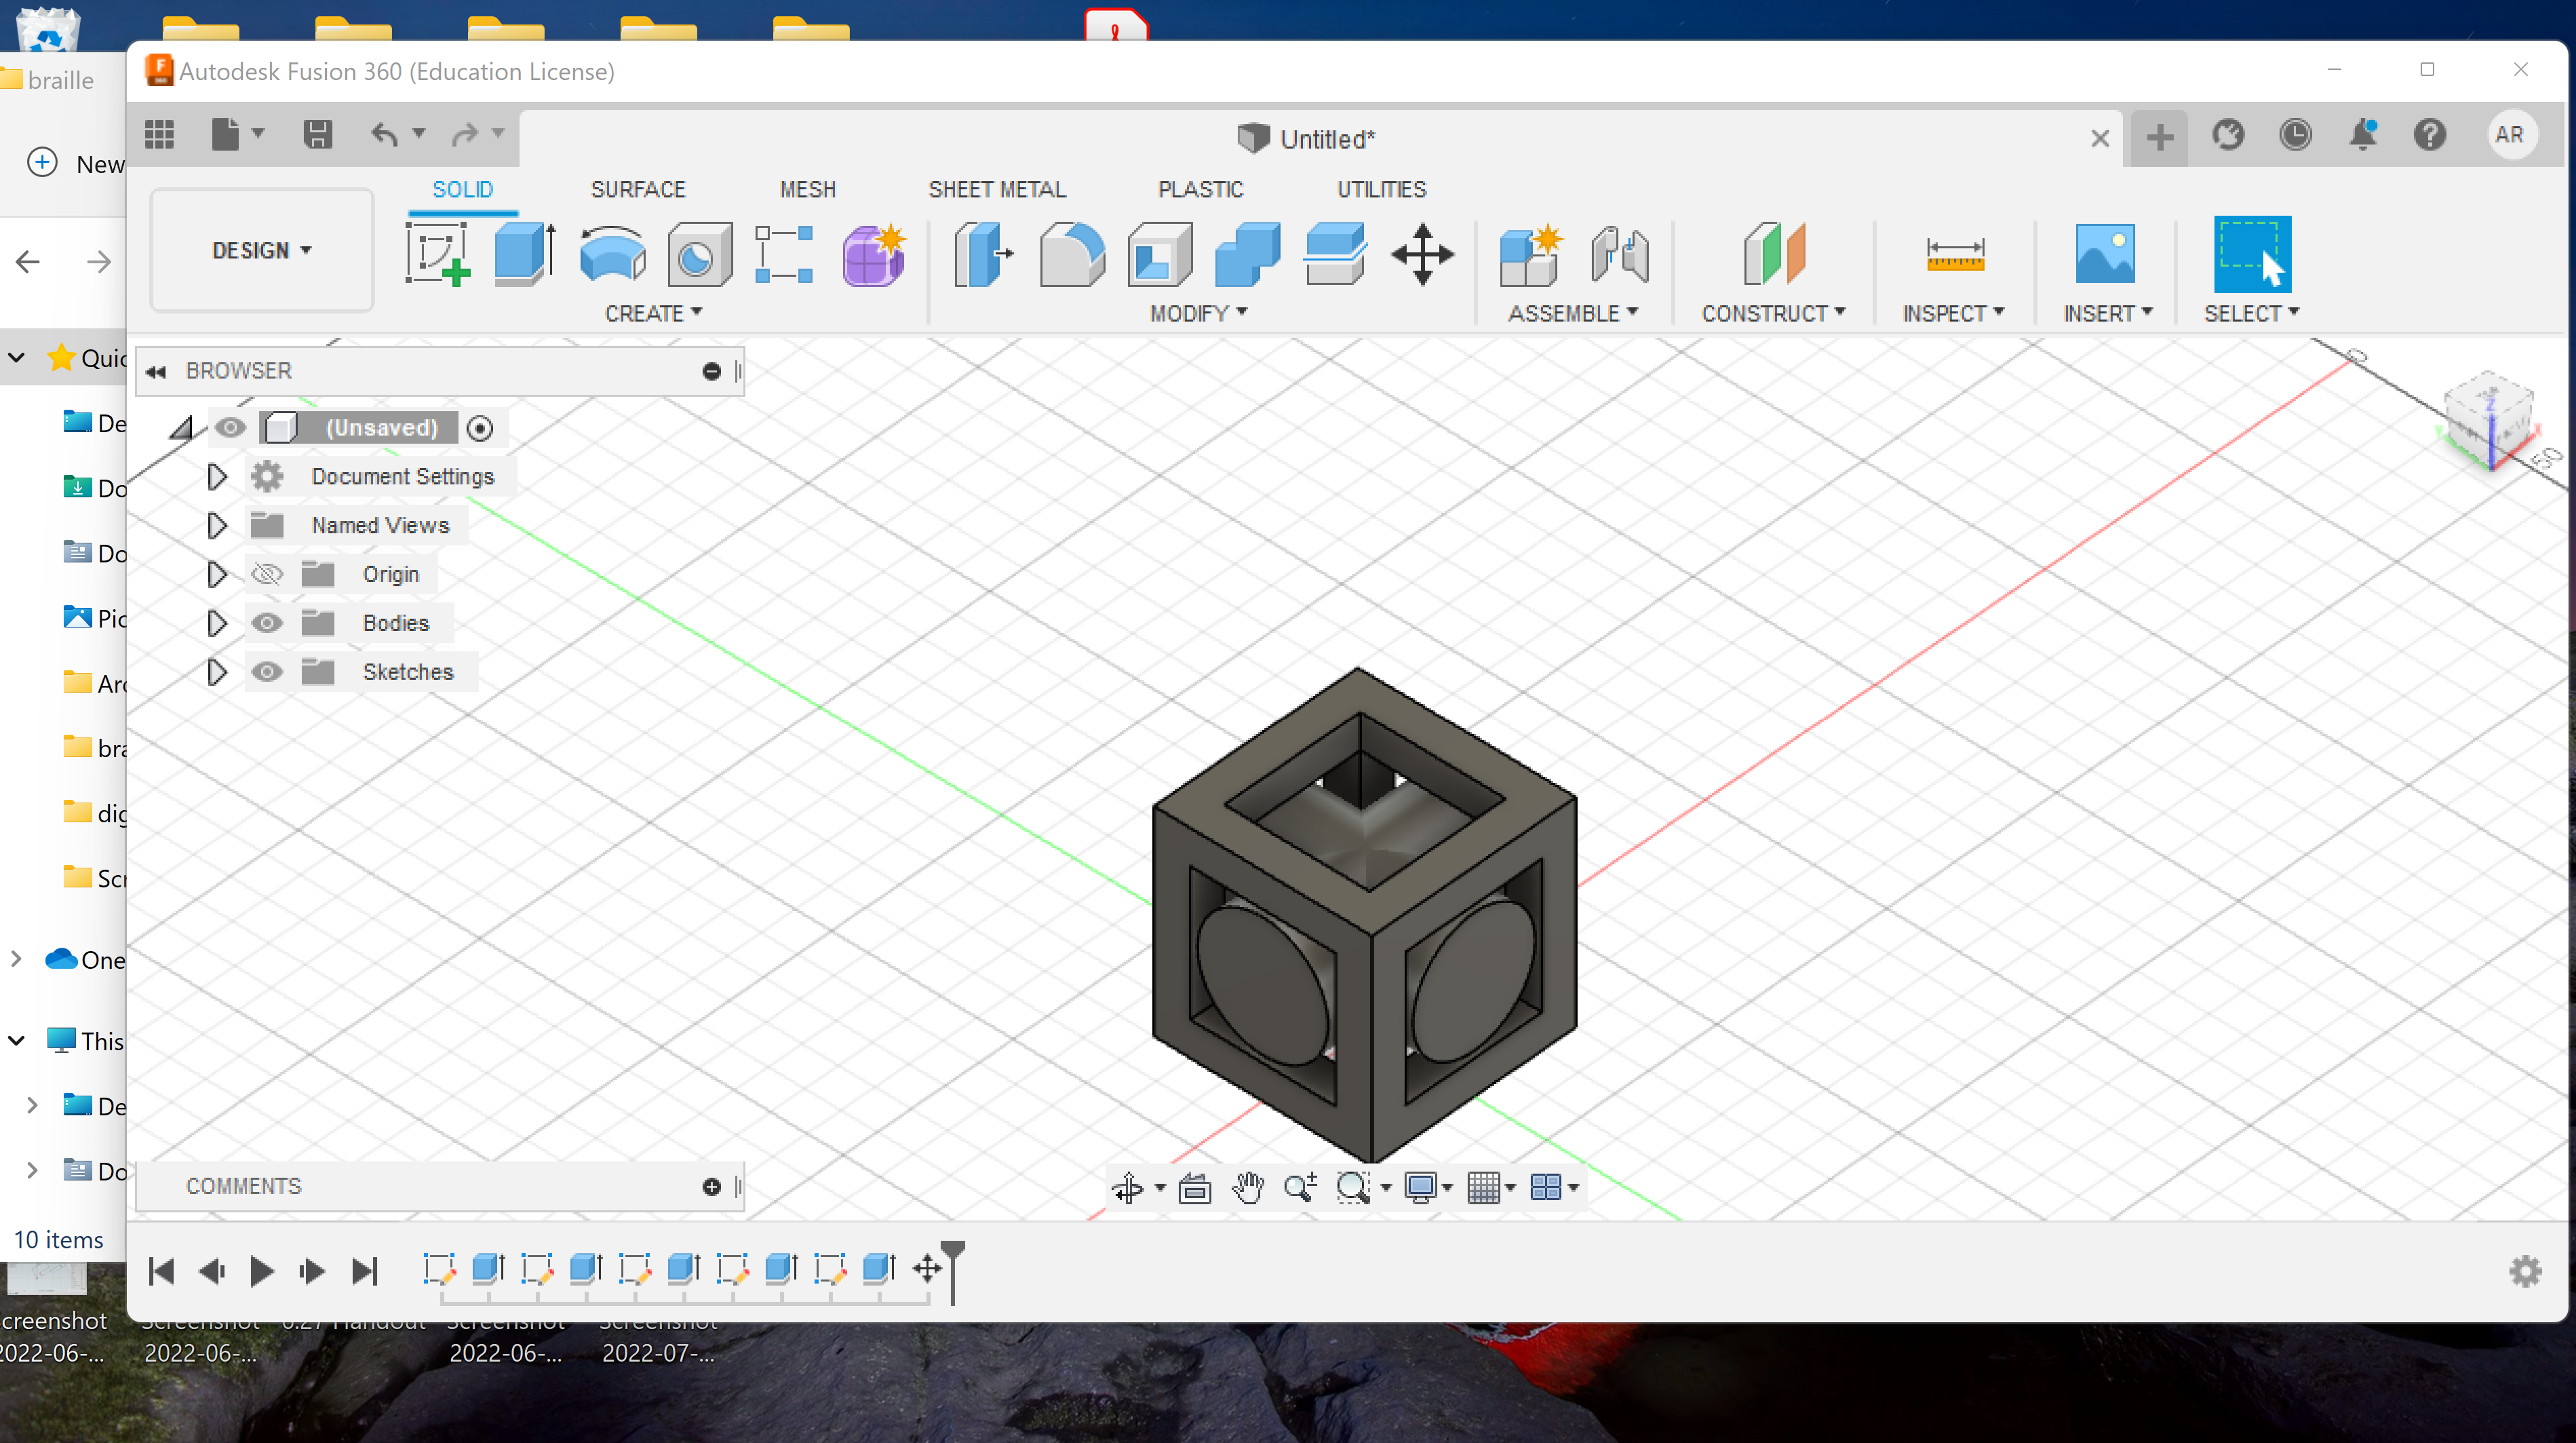 braille
Autodesk Fusion 360 (Education License)
Untitled*
AR
New
SOLID SURFACE MESH SHEET METAL PLASTIC UTILITIES
DESIGN
CREATE MODIFY ASSEMBLE CONSTRUCT INSPECT INSERT SELECT
Quic
BROWSER
(Unsaved)
De
Document Settings
Do
Named Views
Do
Origin
Pic
Bodies
Sketches
Arc
bra
dig
Scr
One
This
De
Do
COMMENTS
10 items
creenshot Screenshot 6.27 Handout Screenshot Screenshot
2022-06-... 2022-06-... 2022-06-... 2022-07-...